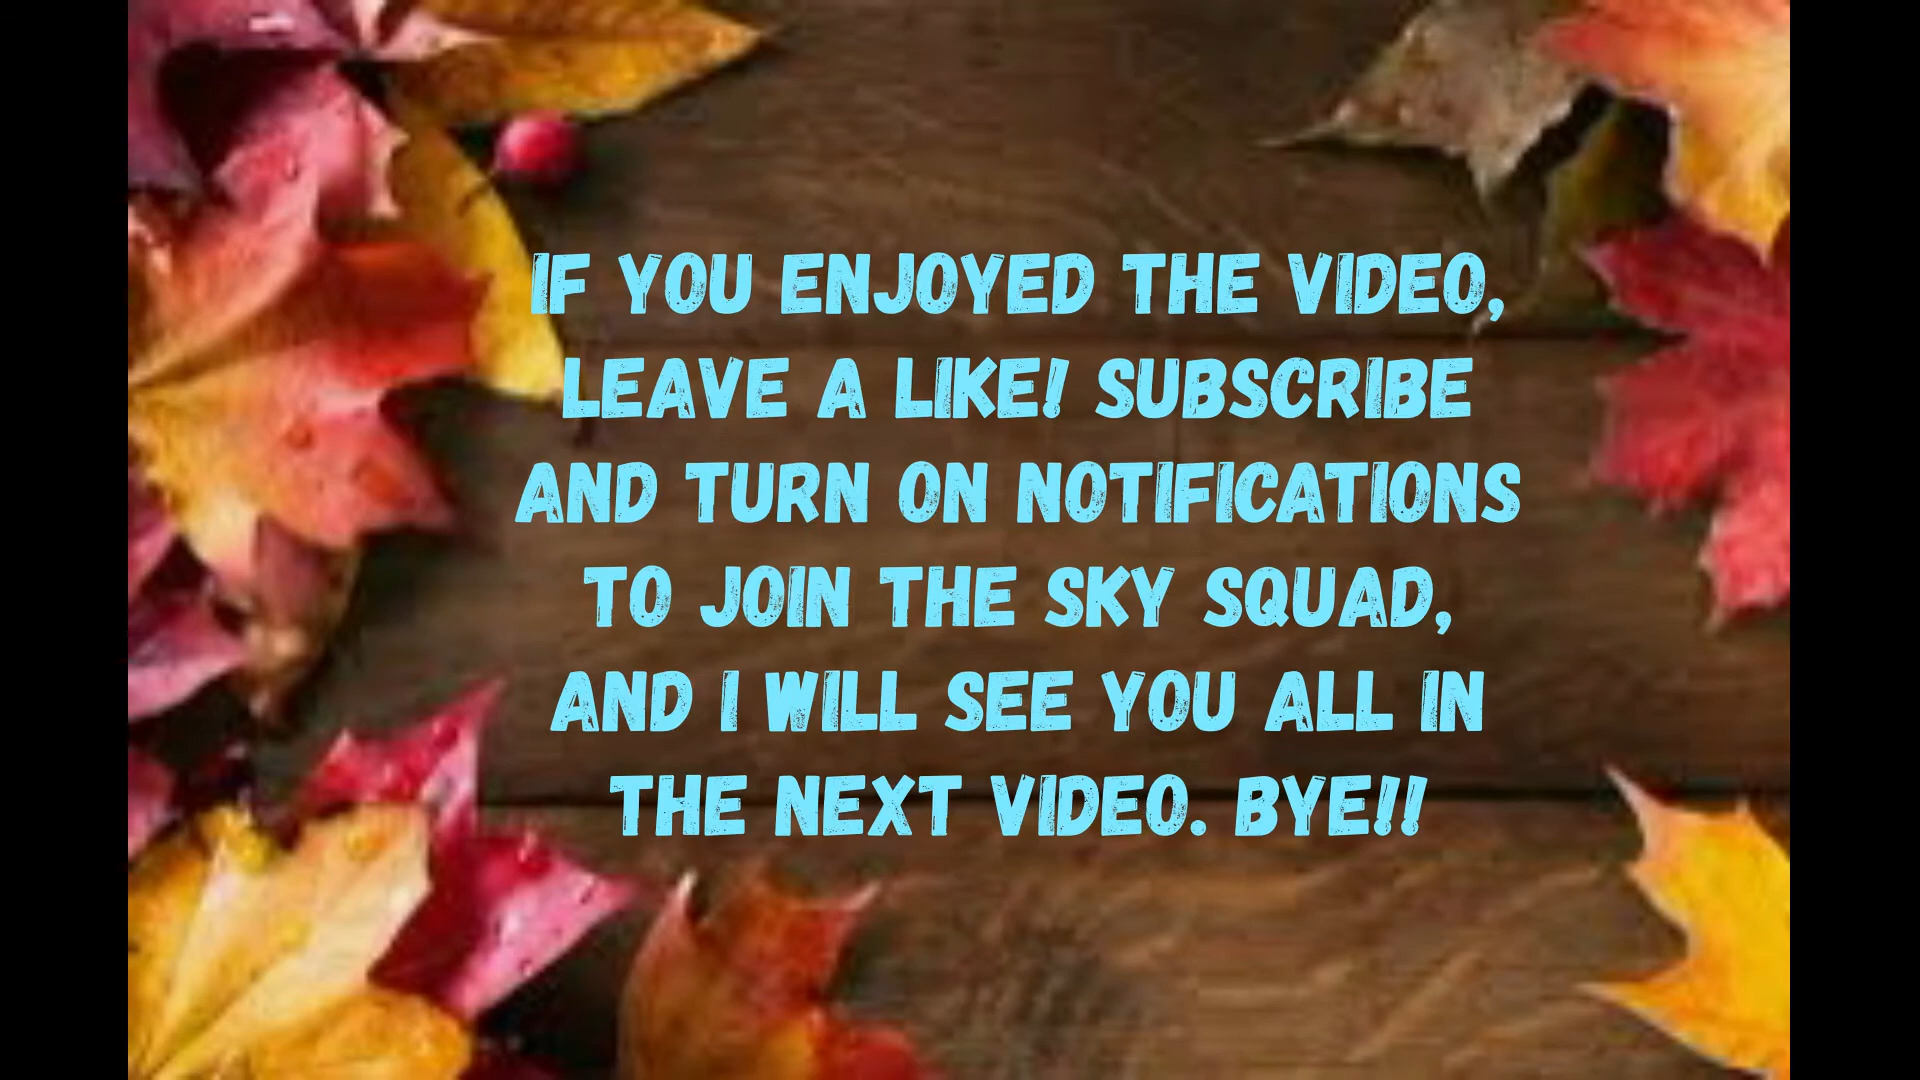 IF YOU ENJOYED THE VIDEO,
LEAVE A LIKE! SUBSCRIBE
AND TURN ON NOTIFICATIONS
TO JOIN THE SKY SQUAD,
AND I WILL SEE YOU ALL IN
THE NEXT VIDEO. BYE!!